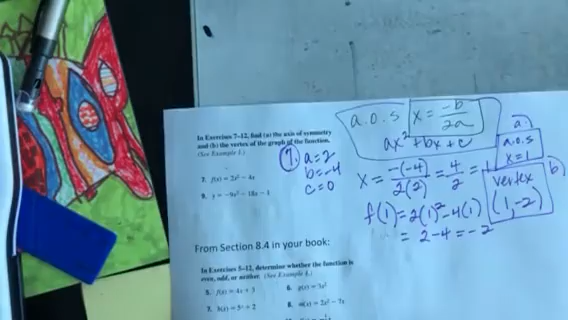 In Exercises 7–12, find (a) the axis of symmetry
and (b) the vertex of the graph of the function.
(See Example 1.)
7. f(x) = 2x² − 4x
9. y = −9x² − 18x − 1
From Section 8.4 in your book:
In Exercises 5–12, determine whether the function is
even, odd, or neither. (See Example 4.)
5. f(x) = 4x + 3
6. g(x) = 3x²
7. h(x) = 5ˣ + 2
8. m(x) = 2x² − 7x
a.o.s x = -b/2a
ax² + bx + c
7. a = 2
b = -4
c = 0
x = -(-4)/2(2) = 4/2 = 1
f(1) = 2(1)² - 4(1)
= 2 - 4 = -2
a.
a.o.s
x = 1
b)
vertex
(1, -2)